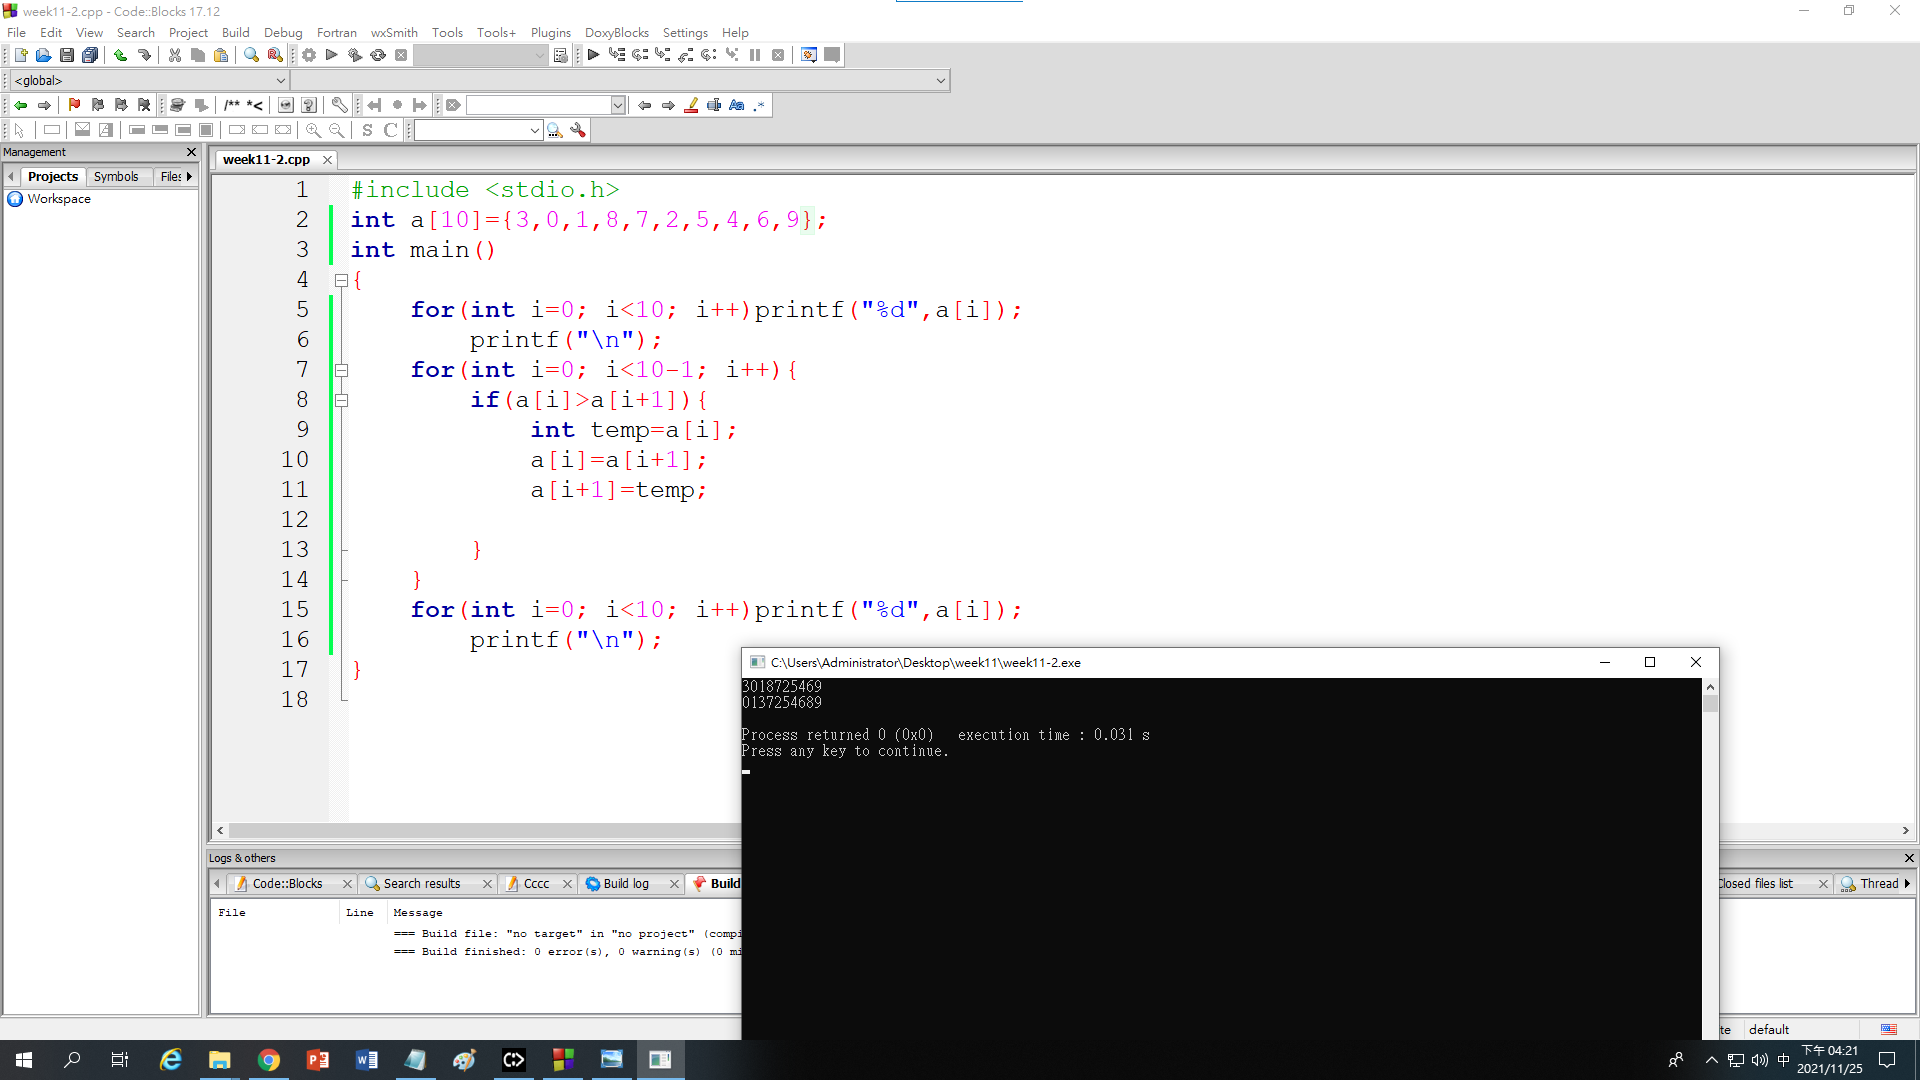 week11-2.cpp - Code::Blocks 17.12
File Edit View Search Project Build Debug Fortran wxSmith Tools Tools+ Plugins DoxyBlocks Settings Help
<global>
/** *<
S C
Management
Projects Symbols Files
Workspace
week11-2.cpp
1 #include <stdio.h>
2 int a[10]={3,0,1,8,7,2,5,4,6,9};
3 int main()
4 {
5 for(int i=0; i<10; i++)printf("%d",a[i]);
6 printf("\n");
7 for(int i=0; i<10-1; i++){
8 if(a[i]>a[i+1]){
9 int temp=a[i];
10 a[i]=a[i+1];
11 a[i+1]=temp;
12
13 }
14 }
15 for(int i=0; i<10; i++)printf("%d",a[i]);
16 printf("\n");
17 }
18
C:\Users\Administrator\Desktop\week11\week11-2.exe
3018725469
0137254689
Process returned 0 (0x0) execution time : 0.031 s
Press any key to continue.
Logs & others
Code::Blocks Search results Cccc Build log Build Closed files list Thread
File Line Message
=== Build file: "no target" in "no project" (compi
=== Build finished: 0 error(s), 0 warning(s) (0 mi
te default
中 下午 04:21
2021/11/25